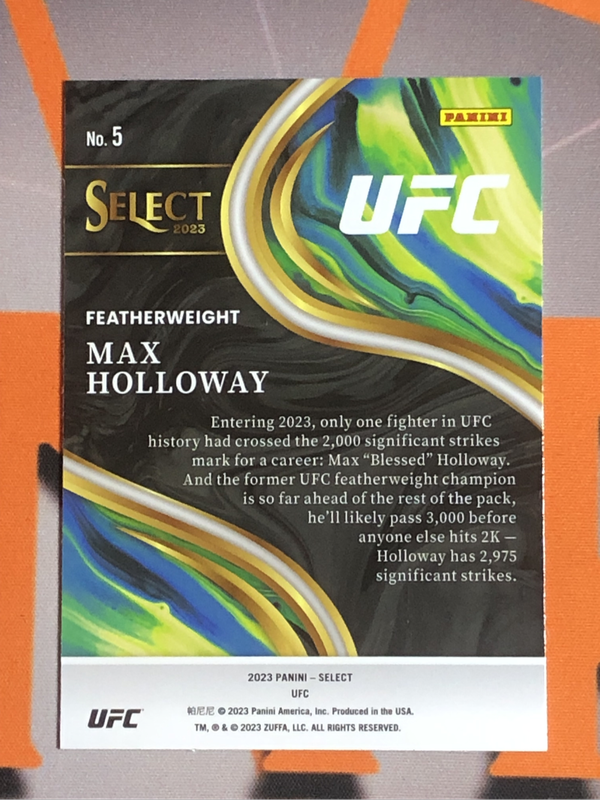 PANINI
No. 5
SELECT
2023
UFC
FEATHERWEIGHT
MAX
HOLLOWAY
Entering 2023, only one fighter in UFC
history had crossed the 2,000 significant strikes
mark for a career: Max “Blessed” Holloway.
And the former UFC featherweight champion
is so far ahead of the rest of the pack,
he’ll likely pass 3,000 before
anyone else hits 2K —
Holloway has 2,975
significant strikes.
2023 PANINI – SELECT
UFC
UFC
帕尼尼 © 2023 Panini America, Inc. Produced in the USA.
TM, ® & © 2023 ZUFFA, LLC. ALL RIGHTS RESERVED.